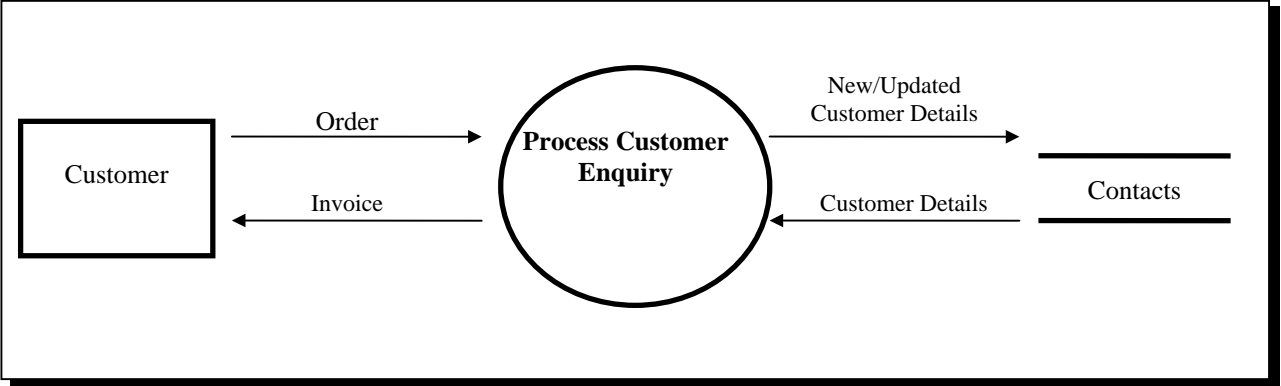 Customer
Order
Invoice
Process Customer
Enquiry
New/Updated
Customer Details
Customer Details
Contacts